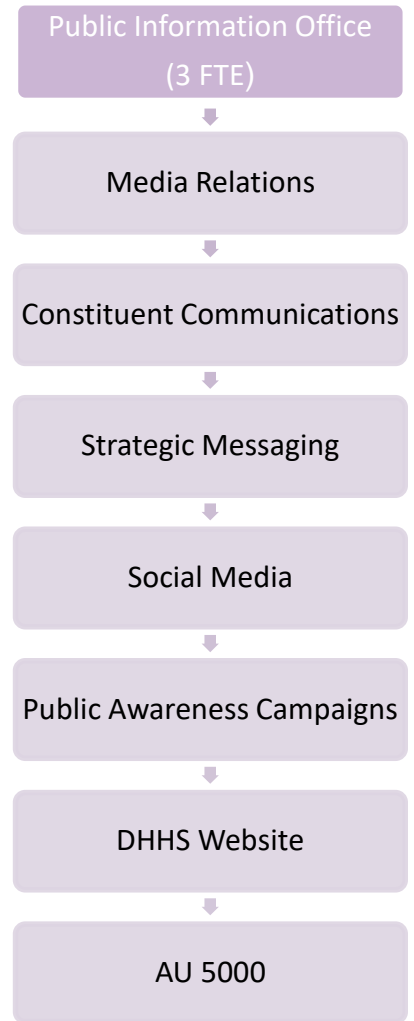 Public Information Office
(3 FTE)
Media Relations
Constituent Communications
Strategic Messaging
Social Media
Public Awareness Campaigns
DHHS Website
AU 5000